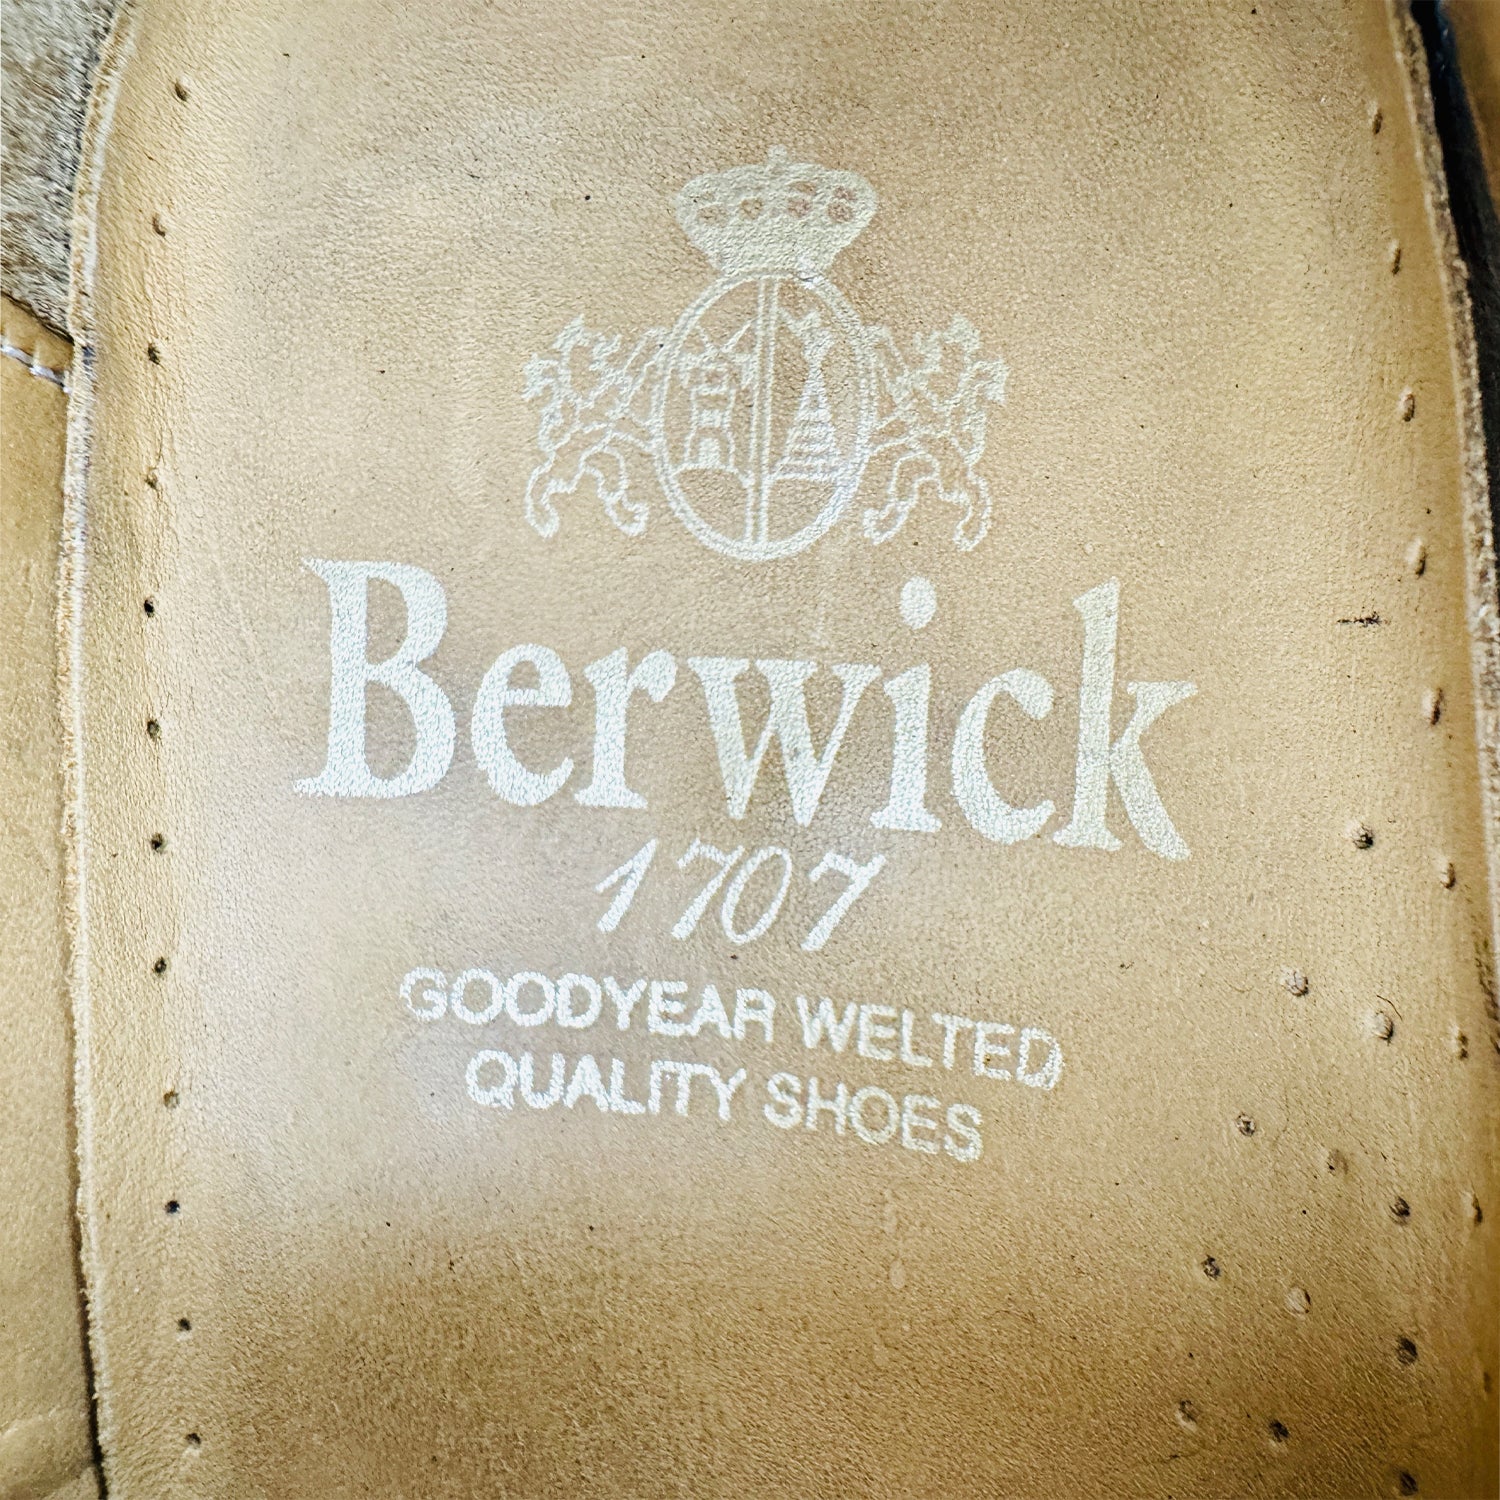 Berwick
1707
GOODYEAR WELTED
QUALITY SHOES